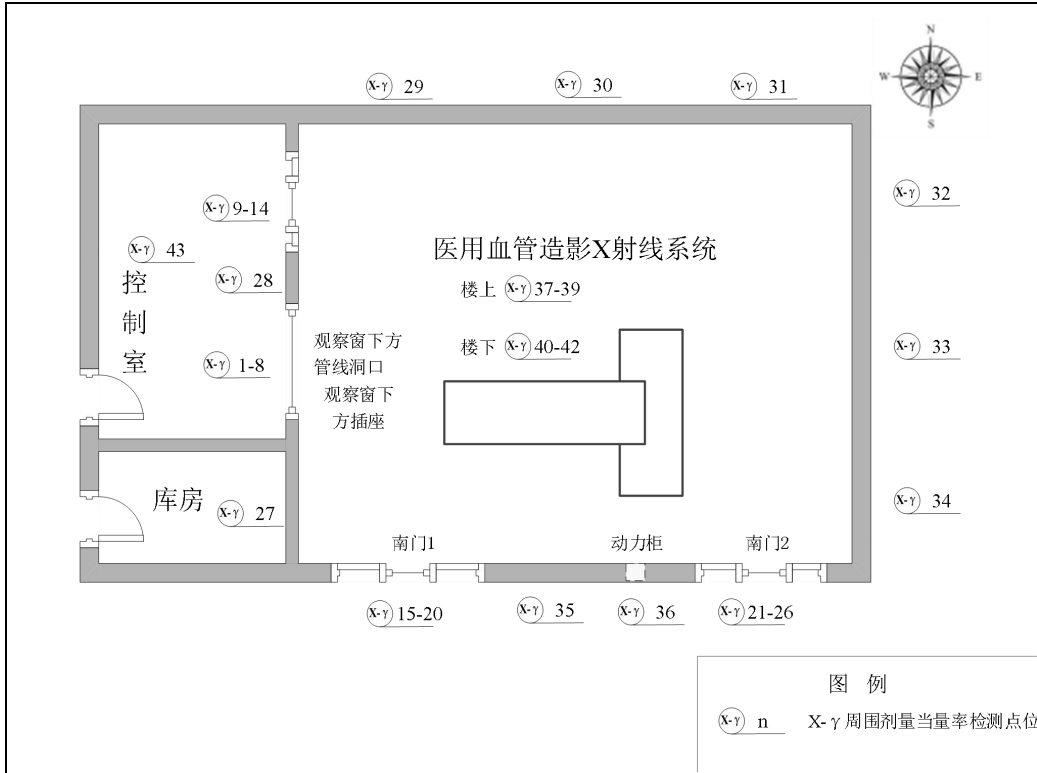 N
W
E
S
X-γ 29
X-γ 30
X-γ 31
X-γ 32
X-γ 9-14
X-γ 43
医用血管造影X射线系统
X-γ 28
楼上 X-γ 37-39
控制室
观察窗下方
管线洞口
楼下 X-γ 40-42
X-γ 33
X-γ 1-8
观察窗下
方插座
库房
X-γ 27
X-γ 34
南门1
动力柜
南门2
X-γ 15-20
X-γ 35
X-γ 36
X-γ 21-26
图 例
X-γ n X-γ周围剂量当量率检测点位